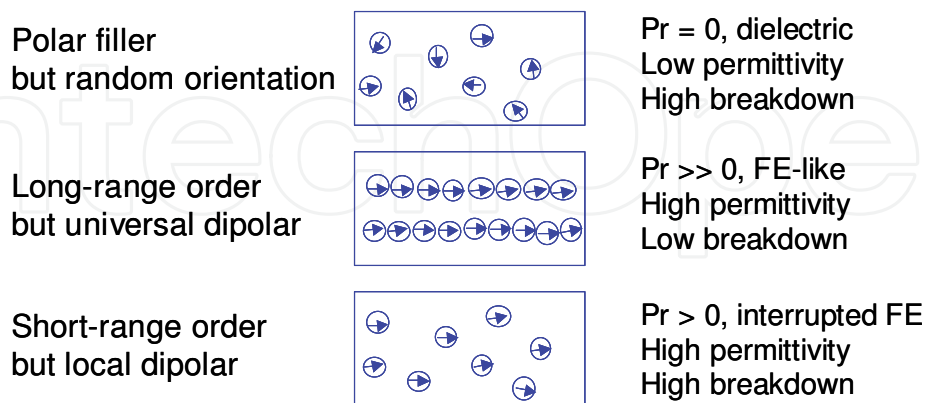 Polar filler
but random orientation
Pr = 0, dielectric
Low permittivity
High breakdown
Long-range order
but universal dipolar
Pr >> 0, FE-like
High permittivity
Low breakdown
Short-range order
but local dipolar
Pr > 0, interrupted FE
High permittivity
High breakdown
ntechOpe